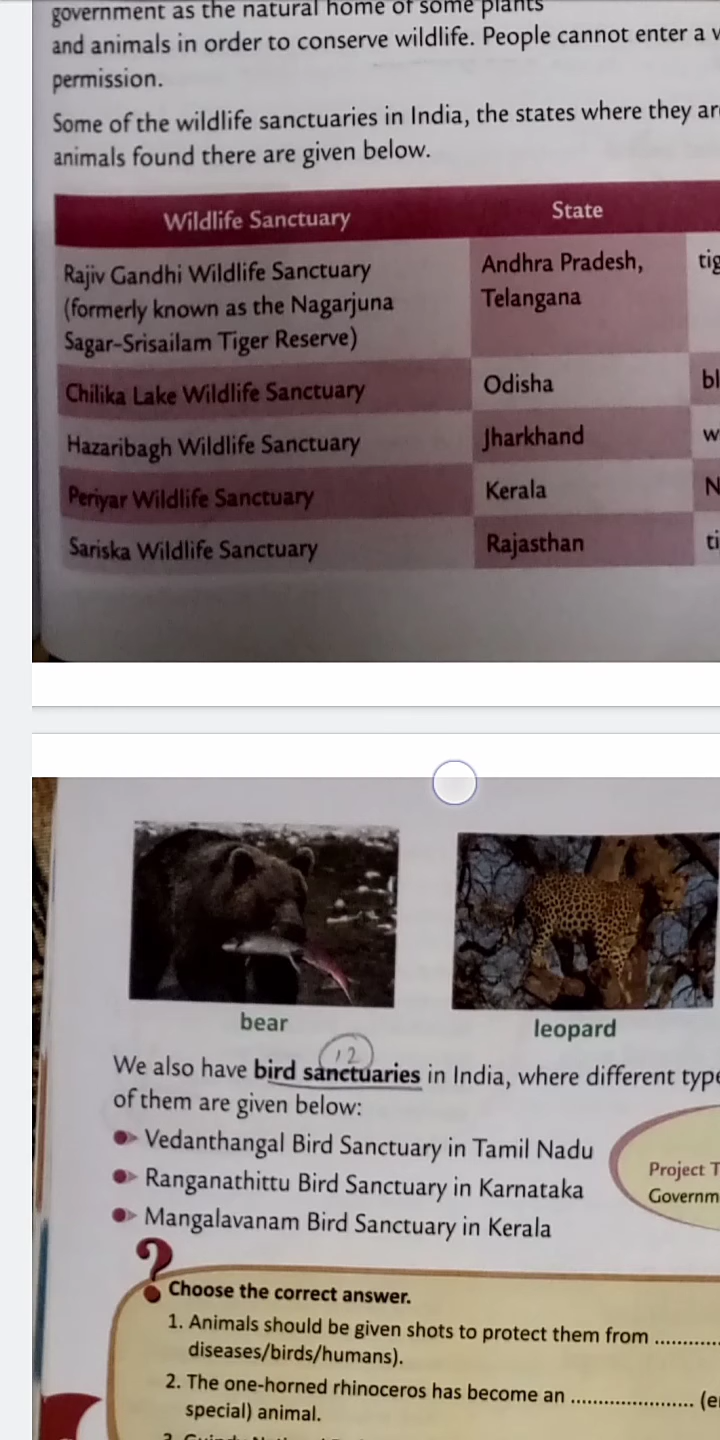 government as the natural home of some plants
and animals in order to conserve wildlife. People cannot enter a
permission.
Some of the wildlife sanctuaries in India, the states where they
animals found there are given below.
Wildlife Sanctuary State
Rajiv Gandhi Wildlife Sanctuary
(formerly known as the Nagarjuna
Sagar-Srisailam Tiger Reserve)
Andhra Pradesh,
Telangana
Chilika Lake Wildlife Sanctuary Odisha
Hazaribagh Wildlife Sanctuary Jharkhand
Periyar Wildlife Sanctuary Kerala
Sariska Wildlife Sanctuary Rajasthan
bear leopard
12
We also have bird sanctuaries in India, where different
of them are given below:
Vedanthangal Bird Sanctuary in Tamil Nadu
Ranganathittu Bird Sanctuary in Karnataka
Mangalavanam Bird Sanctuary in Kerala
Project
?
Choose the correct answer.
1. Animals should be given shots to protect them from ...........
diseases/birds/humans).
2. The one-horned rhinoceros has become an ..................... 
special) animal.